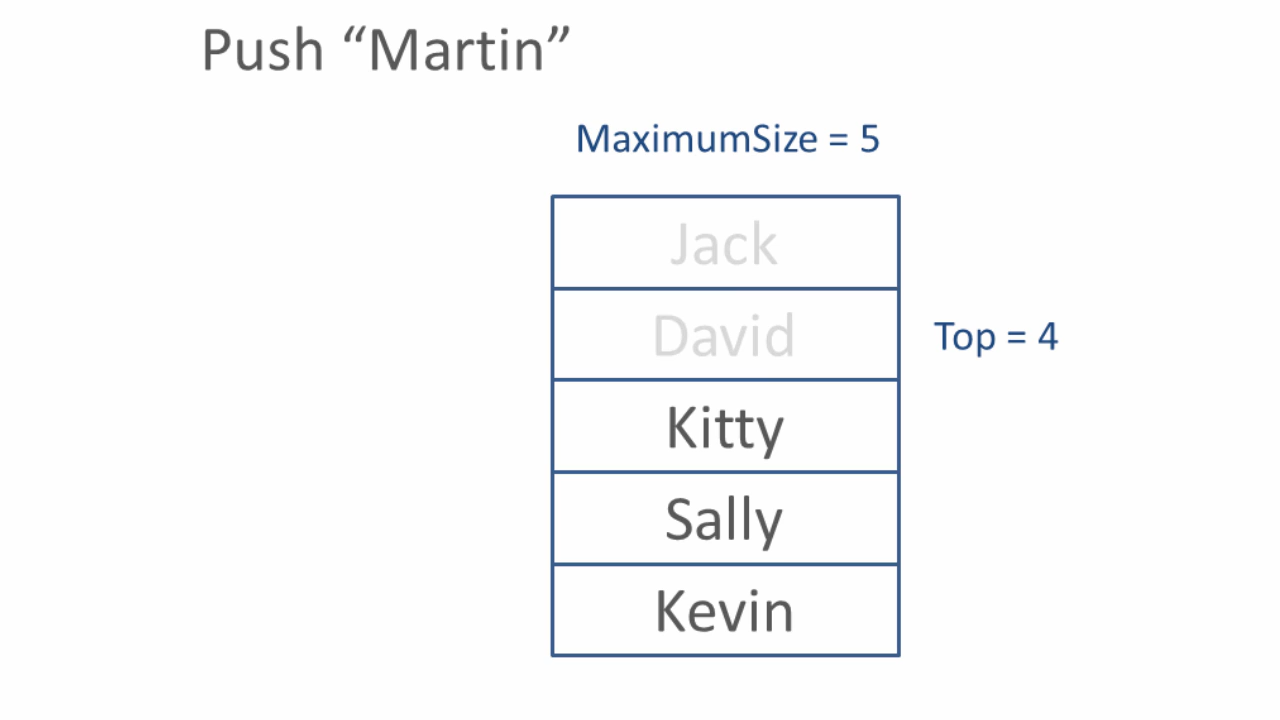 Push “Martin”
MaximumSize = 5
Jack
David
Top = 4
Kitty
Sally
Kevin